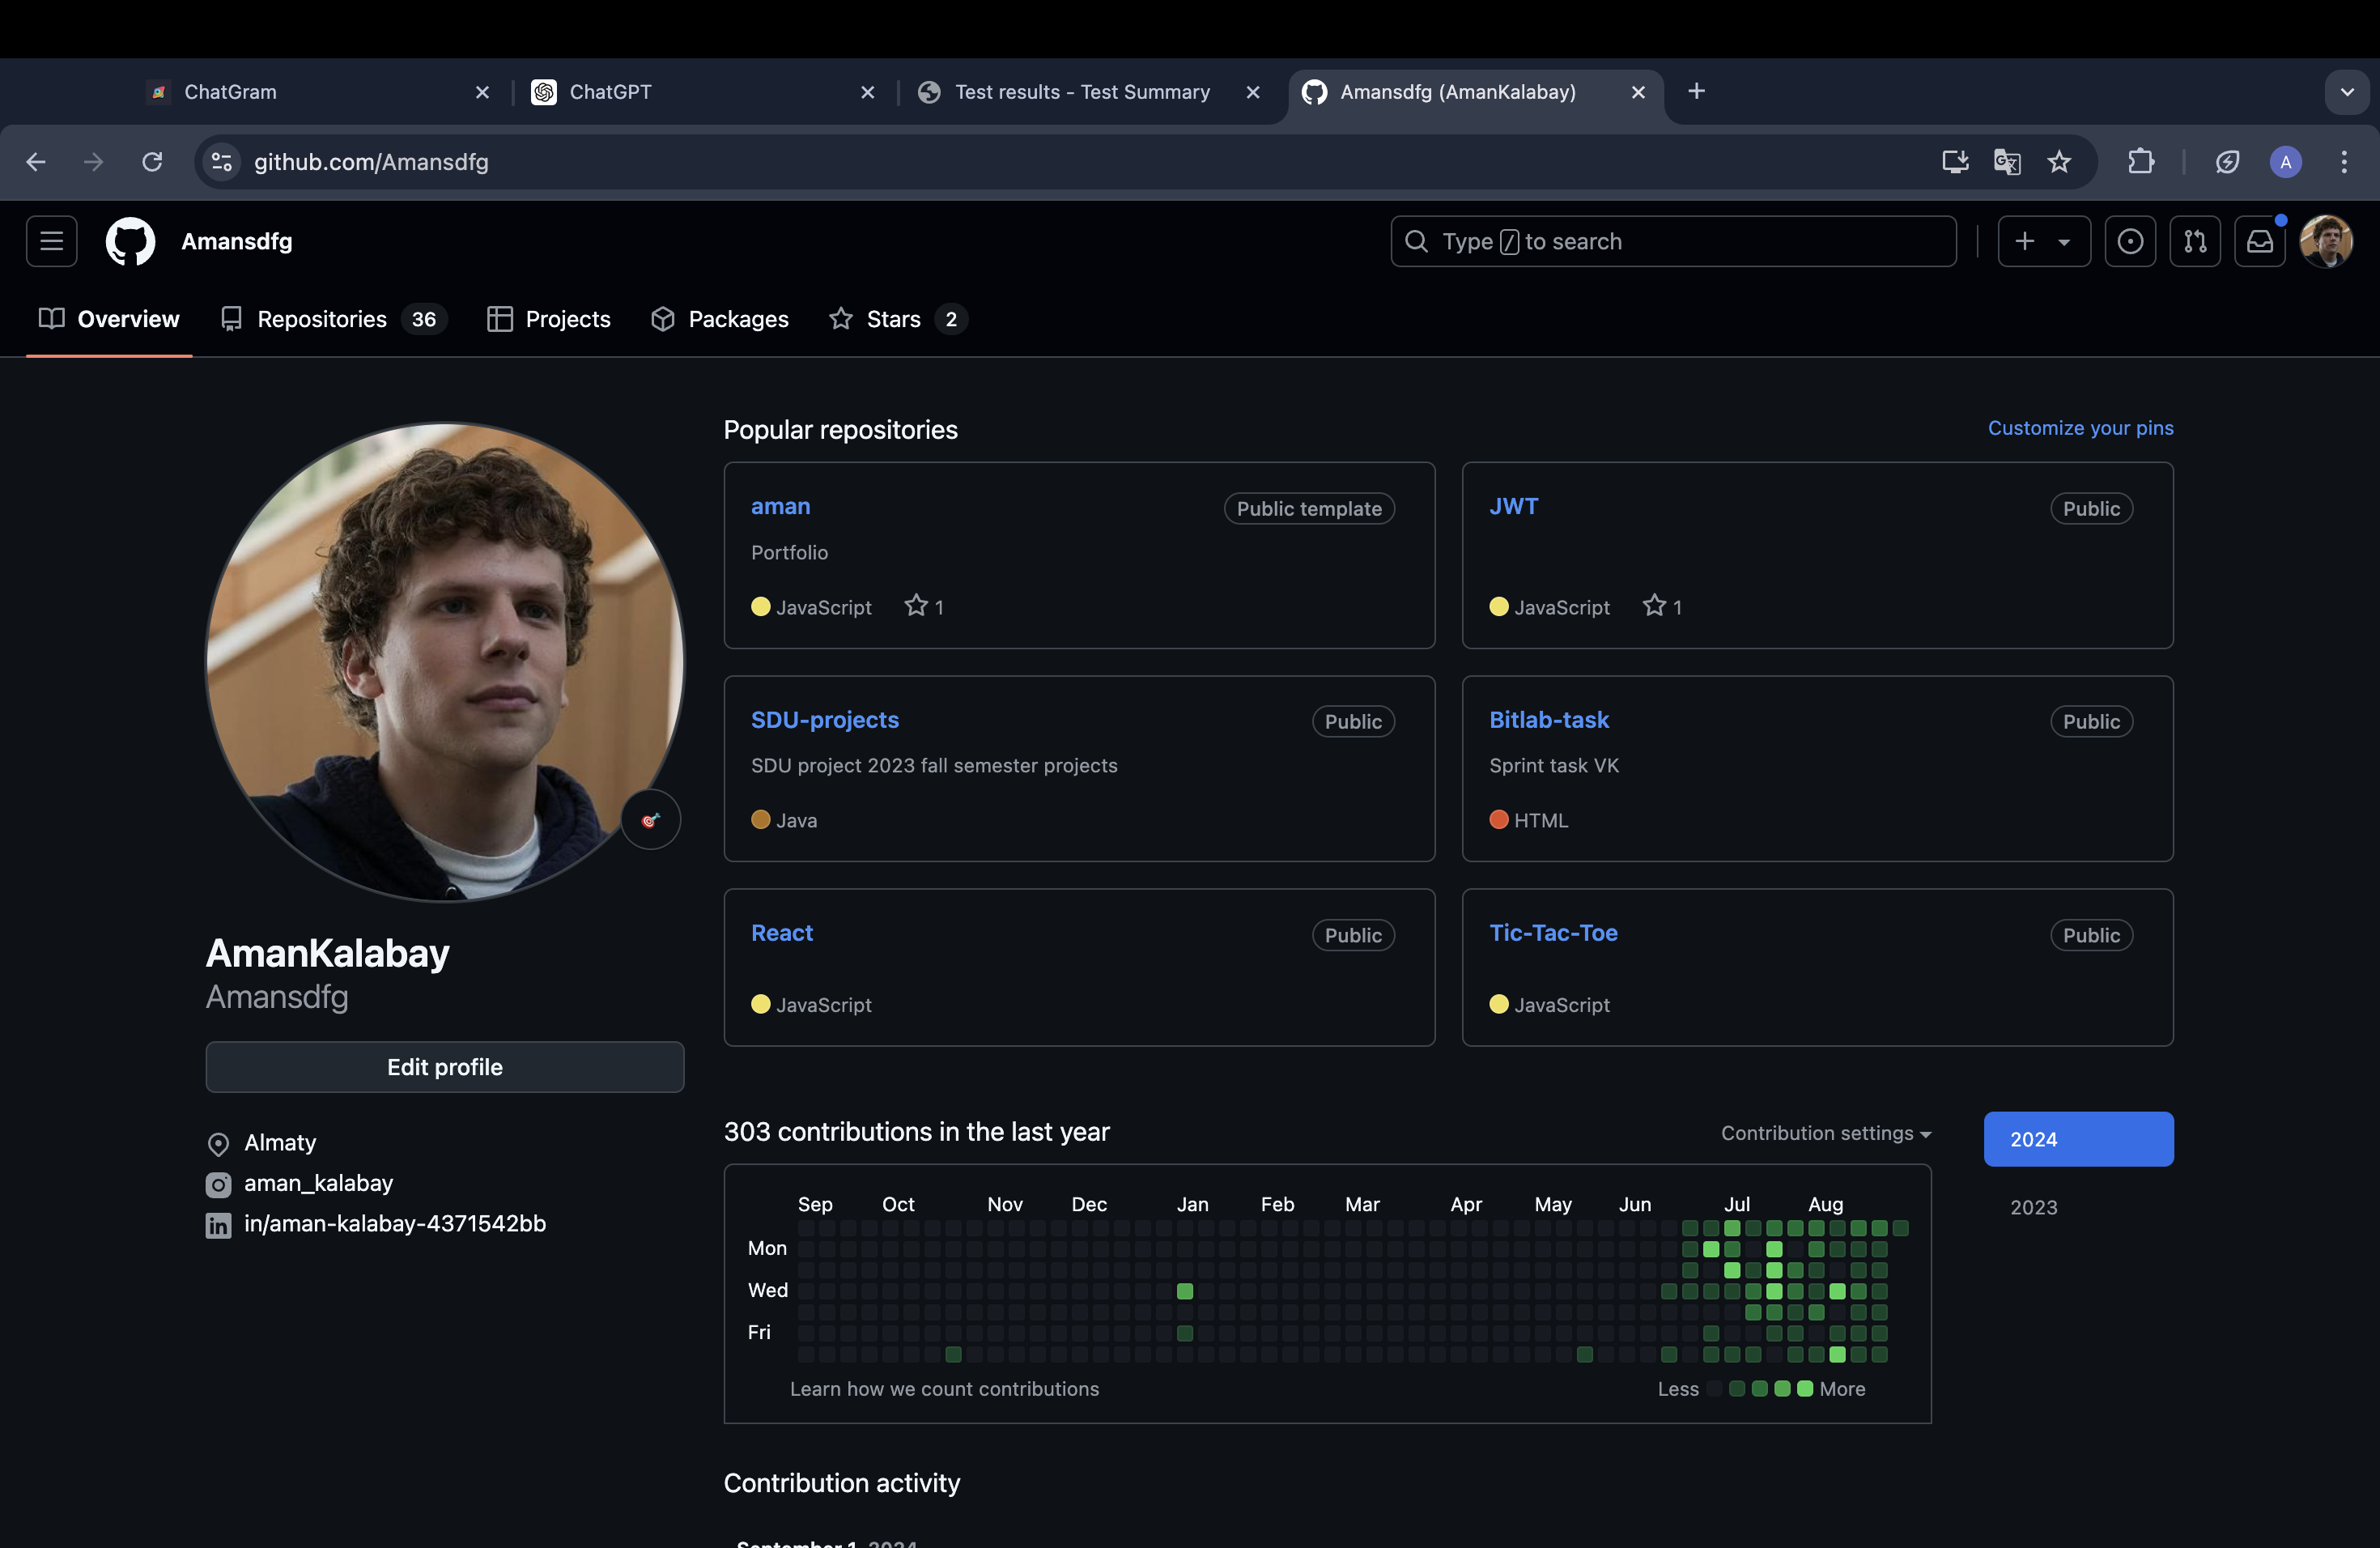 ChatGram
ChatGPT
Test results - Test Summary
Amansdfg (AmanKalabay)
github.com/Amansdfg
A
Amansdfg
Type / to search
Overview
Repositories 36
Projects
Packages
Stars 2
Popular repositories
Customize your pins
aman
Public template
Portfolio
JavaScript 1
JWT
Public
JavaScript 1
SDU-projects
Public
SDU project 2023 fall semester projects
Java
Bitlab-task
Public
Sprint task VK
HTML
React
Public
JavaScript
Tic-Tac-Toe
Public
JavaScript
AmanKalabay
Amansdfg
Edit profile
Almaty
aman_kalabay
in/aman-kalabay-4371542bb
303 contributions in the last year
Contribution settings
2024
2023
Sep Oct Nov Dec Jan Feb Mar Apr May Jun Jul Aug
Mon
Wed
Fri
Learn how we count contributions
Less More
Contribution activity
September 1, 2024